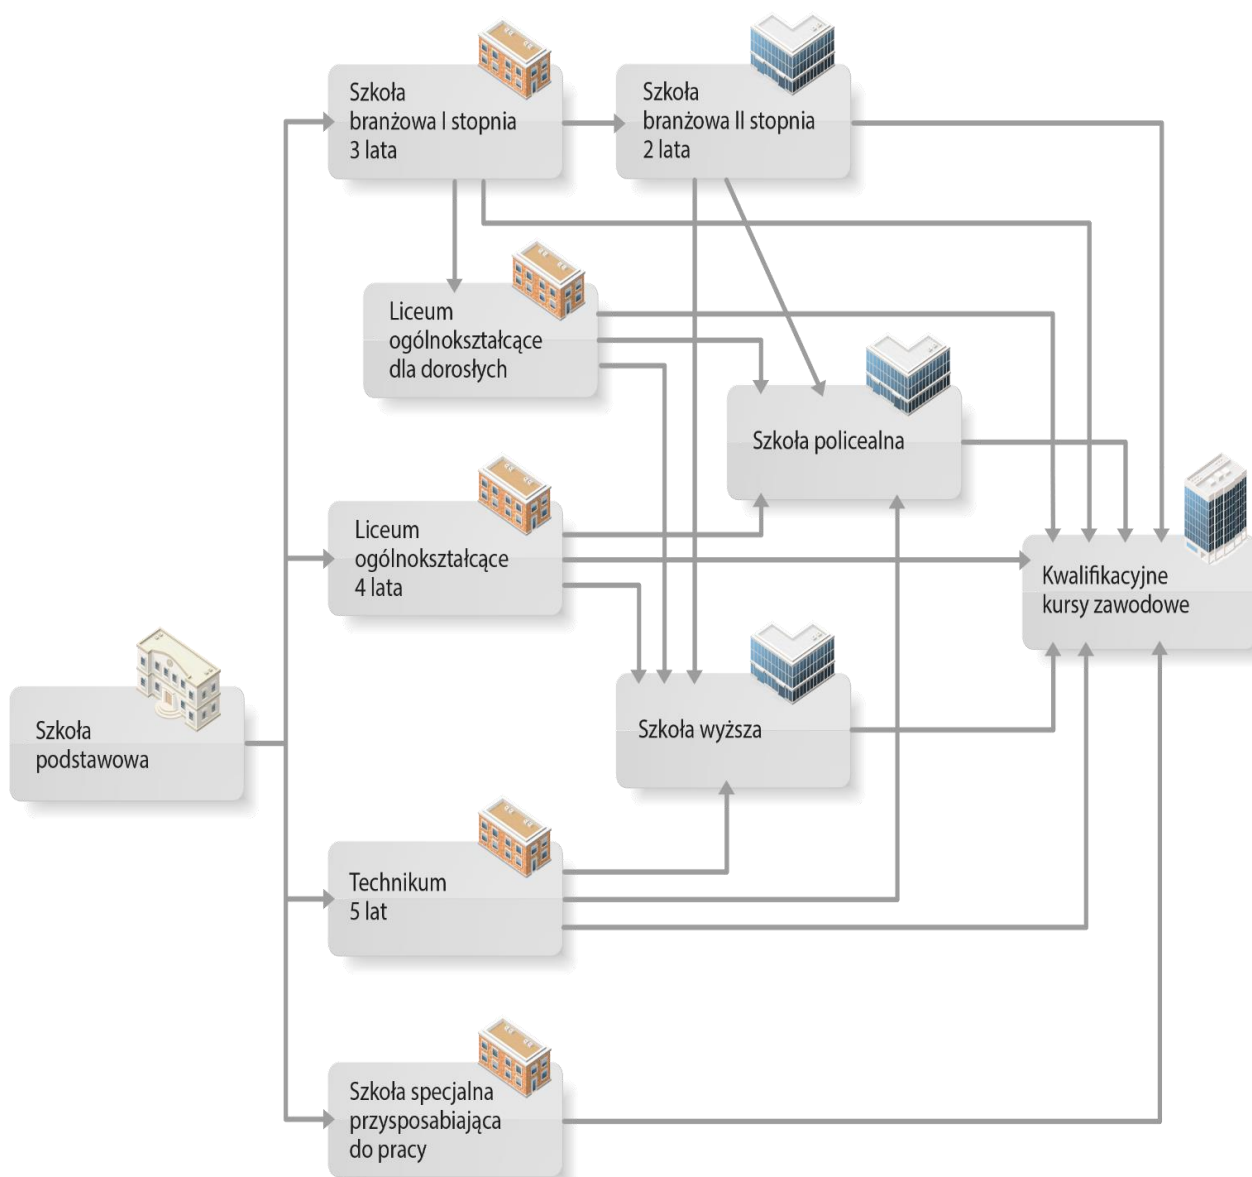 Szkoła
branżowa I stopnia
3 lata
Szkoła
branżowa II stopnia
2 lata
Liceum
ogólnokształcące
dla dorosłych
Szkoła policealna
Liceum
ogólnokształcące
4 lata
Kwalifikacyjne
kursy zawodowe
Szkoła
podstawowa
Szkoła wyższa
Technikum
5 lat
Szkoła specjalna
przysposabiająca
do pracy